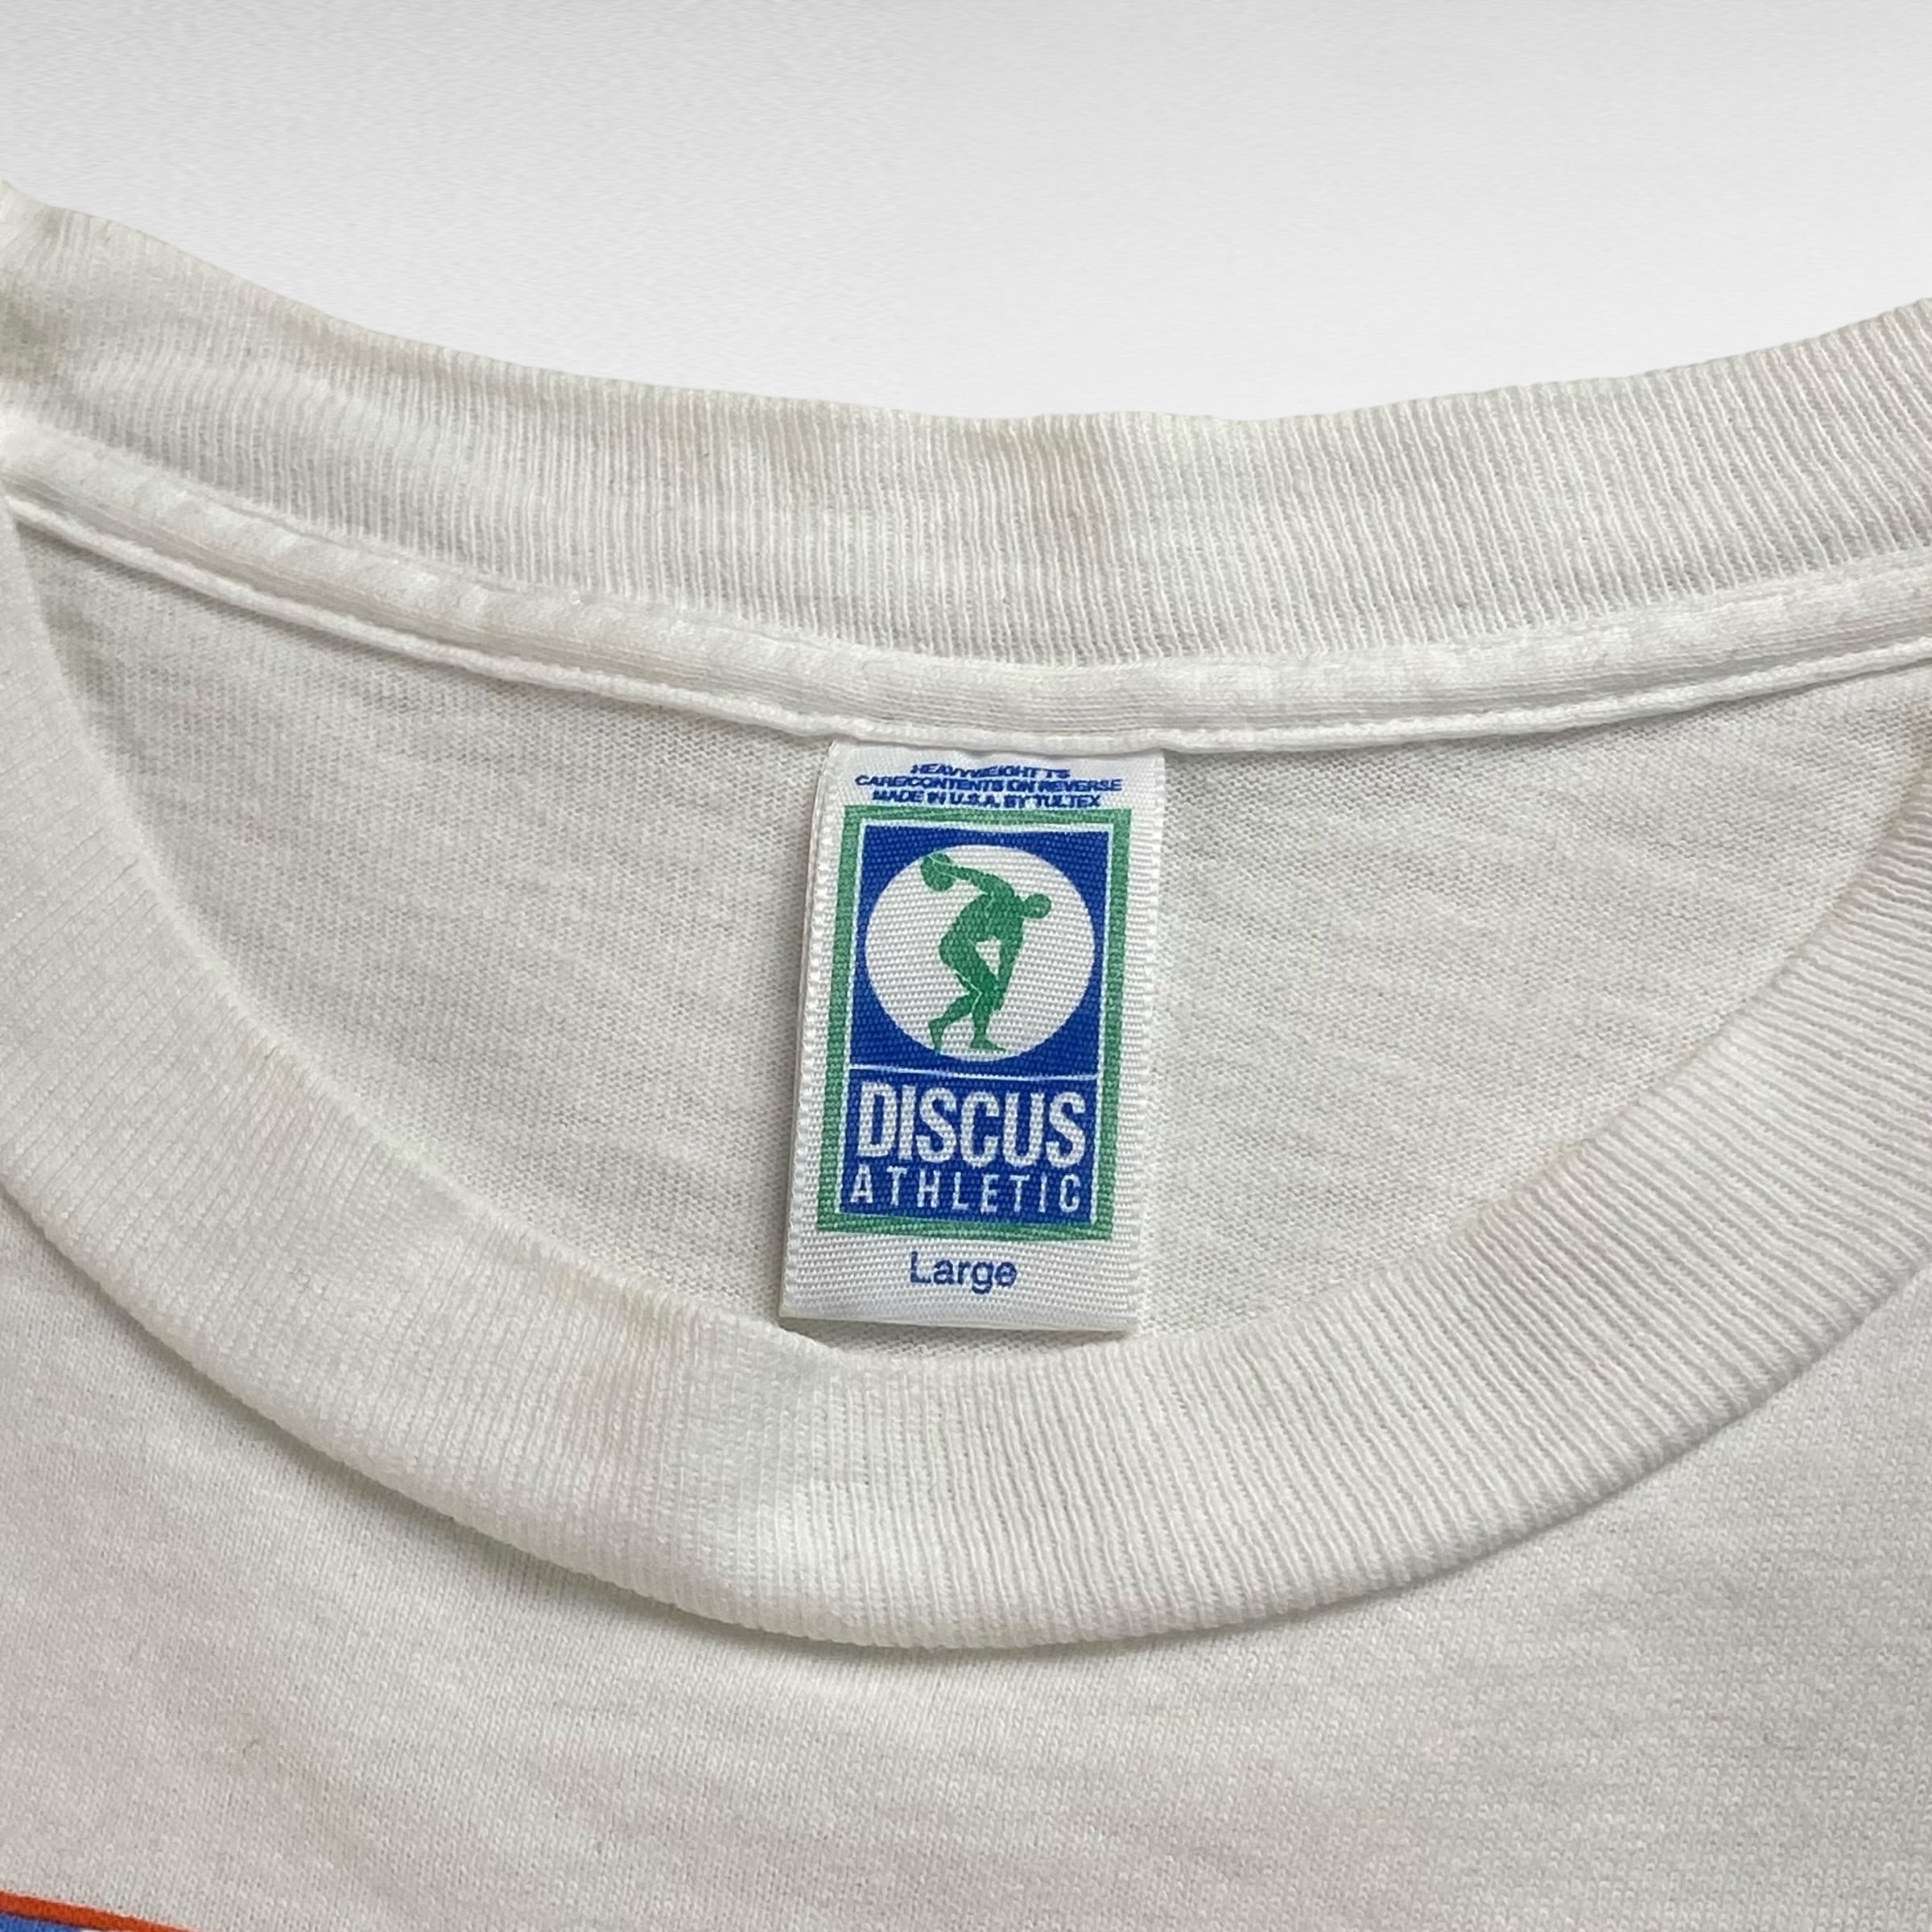 HEAVYWEIGHT T'S
CARE/CONTENTS ON REVERSE
MADE IN U.S.A. BY TULTEX
DISCUS
ATHLETIC
Large